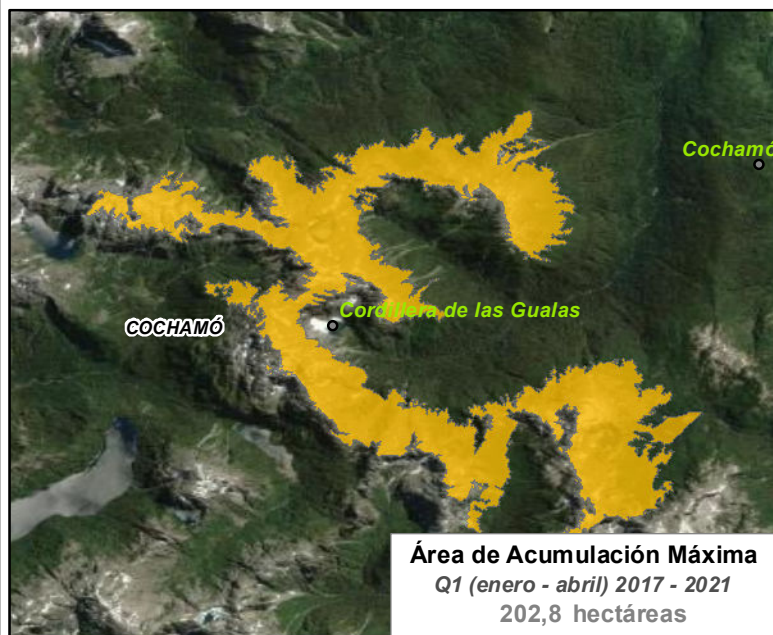 Cochamó
Cordillera de las Gualas
COCHAMÓ
Área de Acumulación Máxima
Q1 (enero - abril) 2017 - 2021
202,8 hectáreas